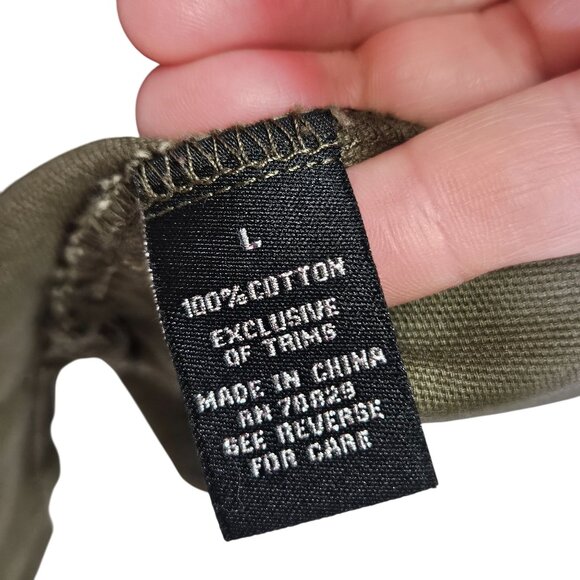 L
100% COTTON
EXCLUSIVE
OF TRIMS
MADE IN CHINA
RN 70829
SEE REVERSE
FOR CARE